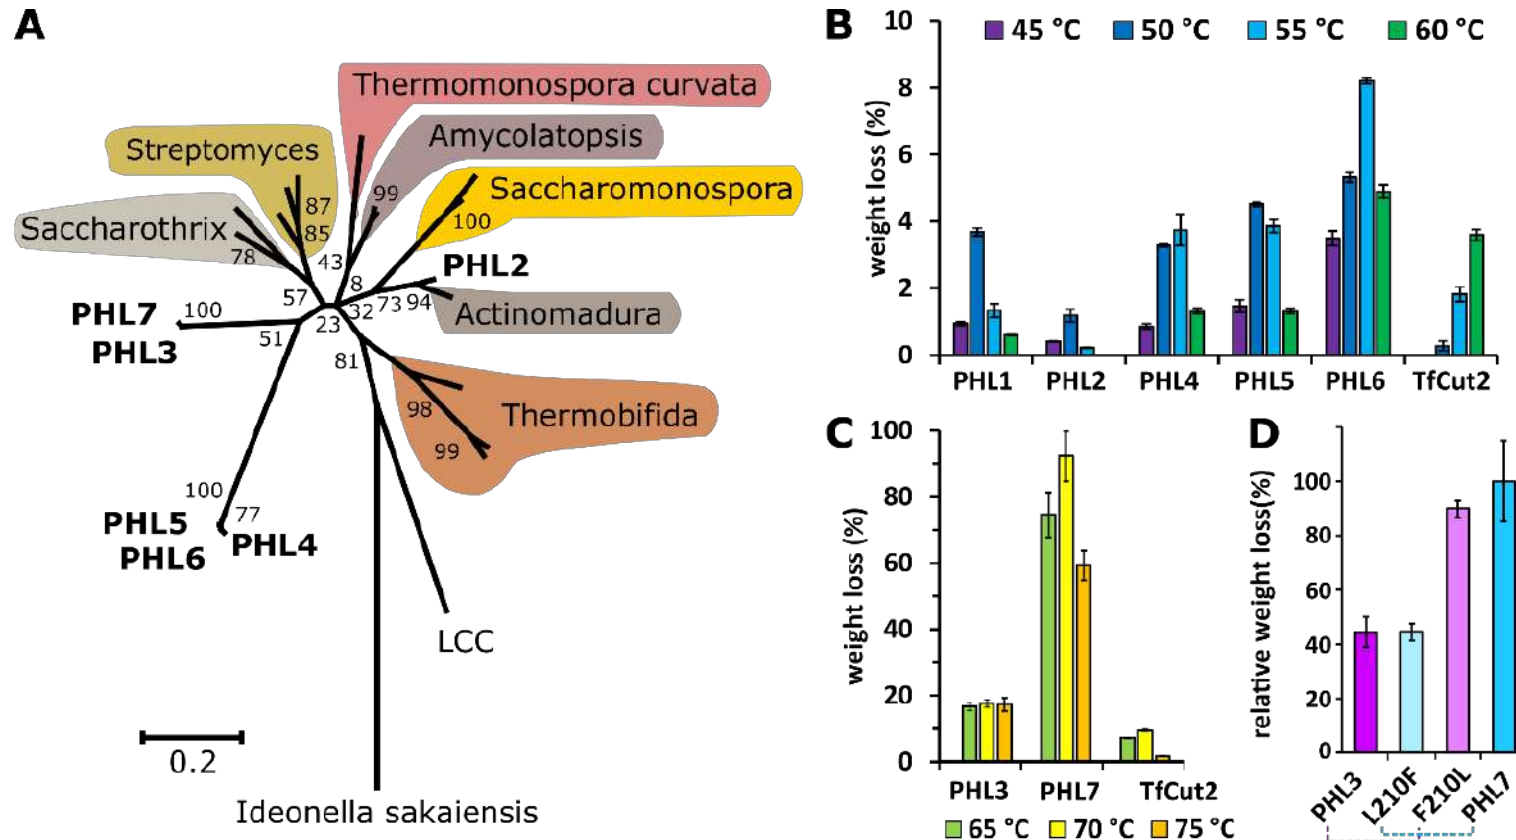 A
Thermomonospora curvata
Amycolatopsis
Streptomyces
Saccharomonospora
Saccharothrix
99
87
85
100
78
43
8
PHL2
57
32
73
94
Actinomadura
23
PHL7
100
PHL3
51
81
98
Thermobifida
99
100
77
PHL5
PHL4
PHL6
LCC
0.2
Ideonella sakaiensis
B
45 °C 50 °C 55 °C 60 °C
weight loss (%)
10
8
6
4
2
0
PHL1 PHL2 PHL4 PHL5 PHL6 TfCut2
C
weight loss (%)
100
80
60
40
20
0
PHL3 PHL7 TfCut2
65 °C 70 °C 75 °C
D
relative weight loss(%)
100
80
60
40
20
0
PHL3 L210F F210L PHL7